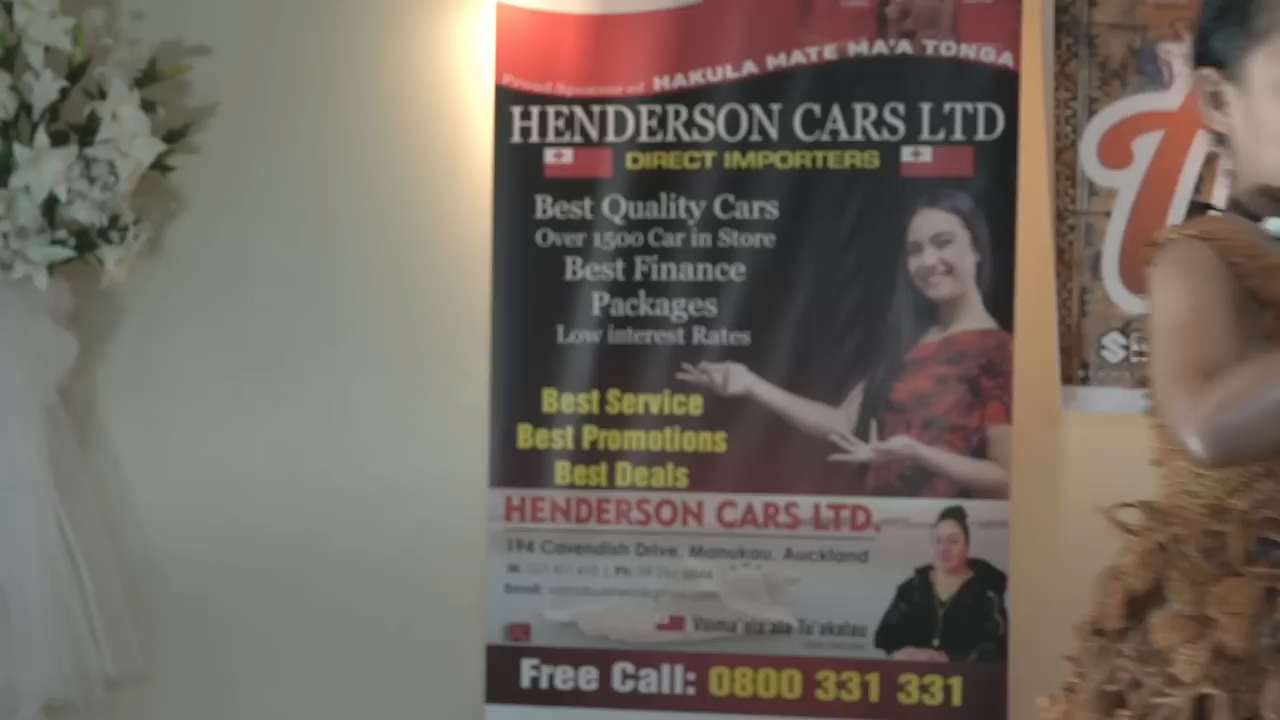 Proud Sponsor of HAKULA MATE MA'A TONGA
HENDERSON CARS LTD
DIRECT IMPORTERS
Best Quality Cars
Over 1500 Car in Store
Best Finance
Packages
Low interest Rates
Best Service
Best Promotions
Best Deals
HENDERSON CARS LTD.
194 Cavendish Drive, Manukau, Auckland
Ph:
Email:
Free Call: 0800 331 331